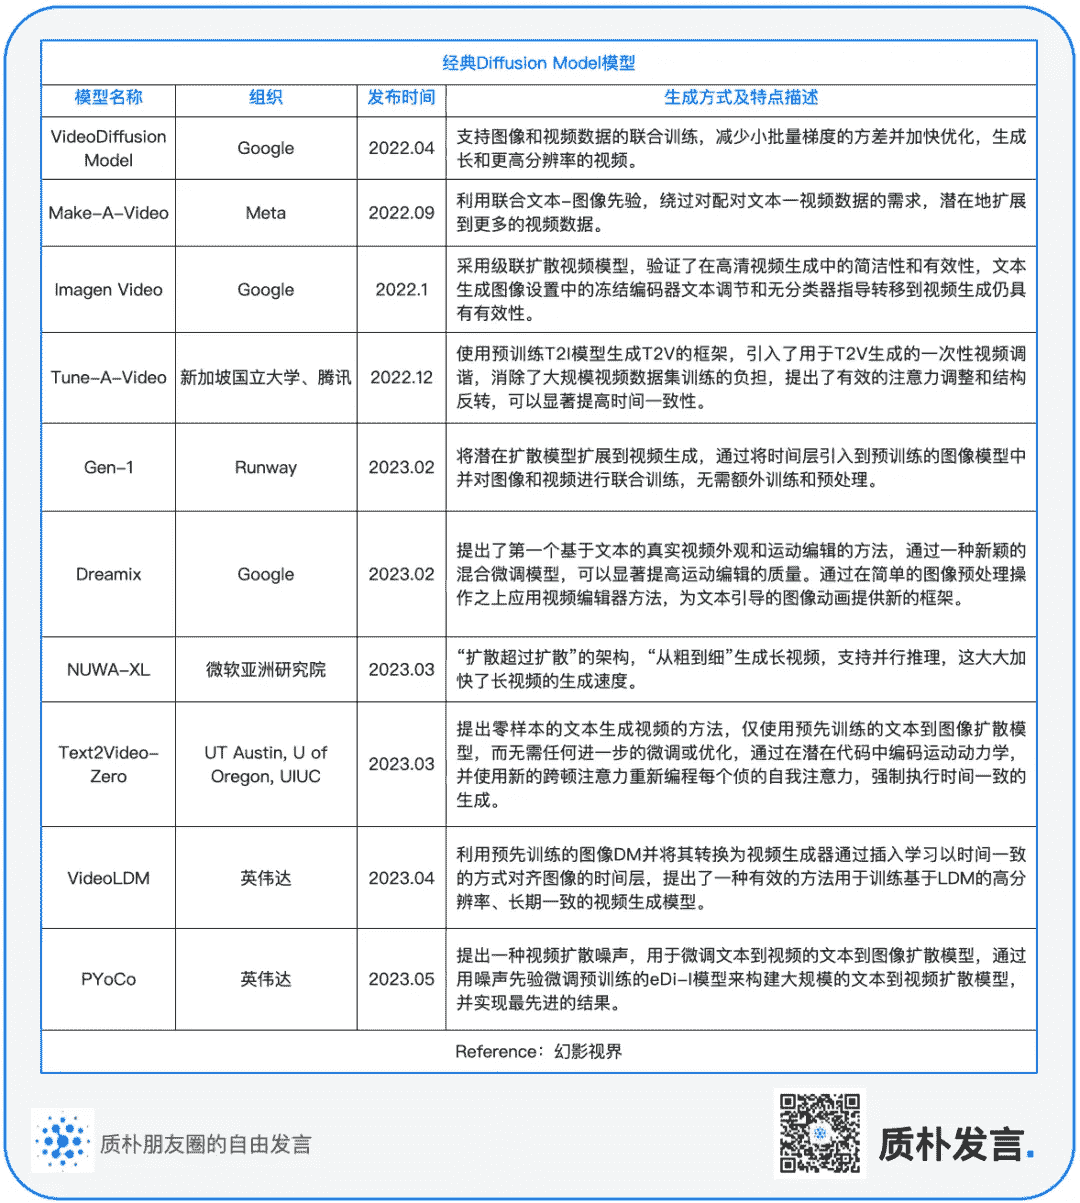 经典Diffusion Model模型
模型名称 组织 发布时间 生成方式及特点描述
VideoDiffusion
Model
Google
2022.04
支持图像和视频数据的联合训练，减少小批量梯度的方差并加快优化，生成
长和更高分辨率的视频。
Make-A-Video
Meta
2022.09
利用联合文本-图像先验，绕过对配对文本一视频数据的需求，潜在地扩展
到更多的视频数据。
Imagen Video
Google
2022.1
采用级联扩散视频模型，验证了在高清视频生成中的简洁性和有效性，文本
生成图像设置中的冻结编码器文本调节和无分类器指导转移到视频生成仍具
有有效性。
Tune-A-Video
新加坡国立大学、腾讯
2022.12
使用预训练T2I模型生成T2V的框架，引入了用于T2V生成的一次性视频调
谐，消除了大规模视频数据集训练的负担，提出了有效的注意力调整和结构
反转，可以显著提高时间一致性。
Gen-1
Runway
2023.02
将潜在扩散模型扩展到视频生成，通过将时间层引入到预训练的图像模型中
并对图像和视频进行联合训练，无需额外训练和预处理。
Dreamix
Google
2023.02
提出了第一个基于文本的真实视频外观和运动编辑的方法，通过一种新颖的
混合微调模型，可以显著提高运动编辑的质量。通过在简单的图像预处理操
作之上应用视频编辑器方法，为文本引导的图像动画提供新的框架。
NUWA-XL
微软亚洲研究院
2023.03
“扩散超过扩散”的架构，“从粗到细”生成长视频，支持并行推理，这大大加
快了长视频的生成速度。
Text2Video-
Zero
UT Austin, U of
Oregon, UIUC
2023.03
提出零样本的文本生成视频的方法，仅使用预先训练的文本到图像扩散模
型，而无需任何进一步的微调或优化，通过在潜在代码中编码运动动力学，
并使用新的跨顿注意力重新编程每个侦的自我注意力，强制执行时间一致的
生成。
VideoLDM
英伟达
2023.04
利用预先训练的图像DM并将其转换为视频生成器通过插入学习以时间一致
的方式对齐图像的时间层，提出了一种有效的方法用于训练基于LDM的高分
辨率、长期一致的视频生成模型。
PYoCo
英伟达
2023.05
提出一种视频扩散噪声，用于微调文本到视频的文本到图像扩散模型，通过
用噪声先验微调预训练的eDi-I模型来构建大规模的文本到视频扩散模型，
并实现最先进的结果。
Reference：幻影视界
质朴朋友圈的自由发言
质朴发言.